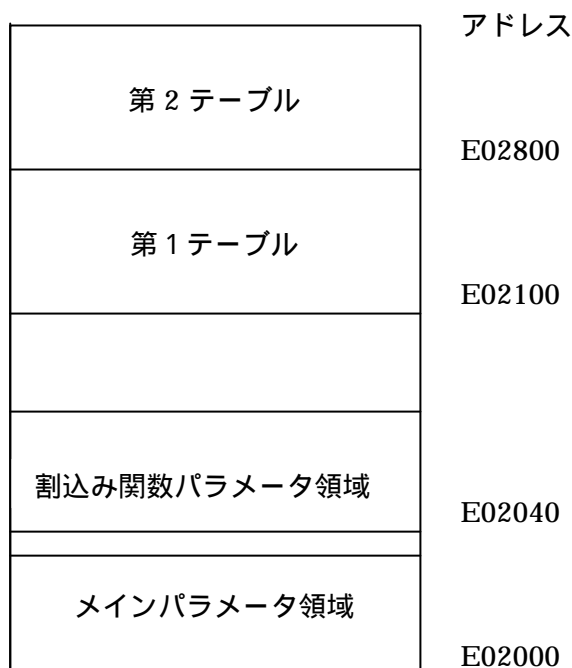 アドレス
第 2 テーブル
E02800
第 1 テーブル
E02100
割込み関数パラメータ領域
E02040
メインパラメータ領域
E02000